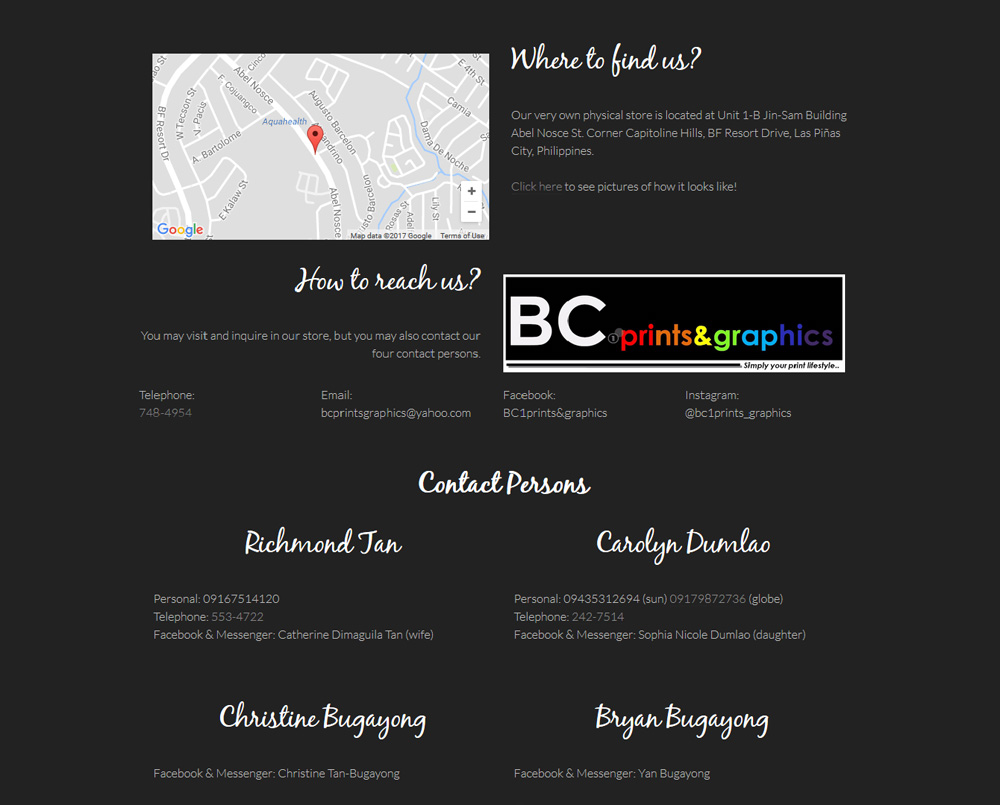 Where to find us?
Our very own physical store is located at Unit 1-B Jin-Sam Building
Abel Nosce St. Corner Capitoline Hills, BF Resort Drive, Las Piñas
City, Philippines.
Click here to see pictures of how it looks like!
BF Resort Dr
W Tecson St
V. Pacis
F. Cojuangco
Abel Nosce
A. Bartolome
E Kalaw St
Aquahealth
Augusto Barcelon
Abel Nosce
Rosas St
Adel
Lily St
Dama De Noche
Camia
E 4th St
+
−
Google
Map data ©2017 Google
Terms of Use
How to reach us?
You may visit and inquire in our store, but you may also contact our
four contact persons.
BC1prints&graphics
Simply your print lifestyle..
Telephone:
748-4954
Email:
bcprintsgraphics@yahoo.com
Facebook:
BC1prints&graphics
Instagram:
@bc1prints_graphics
Contact Persons
Richmond Tan
Personal: 09167514120
Telephone: 553-4722
Facebook & Messenger: Catherine Dimaguila Tan (wife)
Carolyn Dumlao
Personal: 09435312694 (sun) 09179872736 (globe)
Telephone: 242-7514
Facebook & Messenger: Sophia Nicole Dumlao (daughter)
Christine Bugayong
Facebook & Messenger: Christine Tan-Bugayong
Bryan Bugayong
Facebook & Messenger: Yan Bugayong